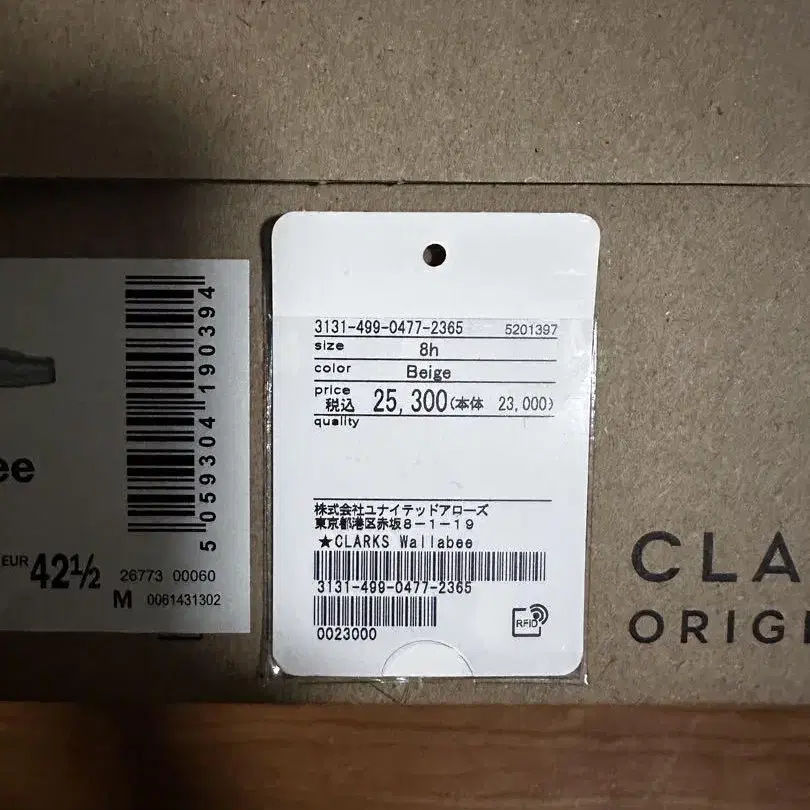 3131-499-0477-2365 5201397
size 8h
color Beige
price
税込 25,300(本体 23,000)
quality
株式会社ユナイテッドアローズ
東京都港区赤坂8-1-19
★CLARKS Wallabee
3131-499-0477-2365
0023000
RFID
5 059304 190394
ee
EUR 42½
26773 00060
M 0061431302
CLA
ORIGI